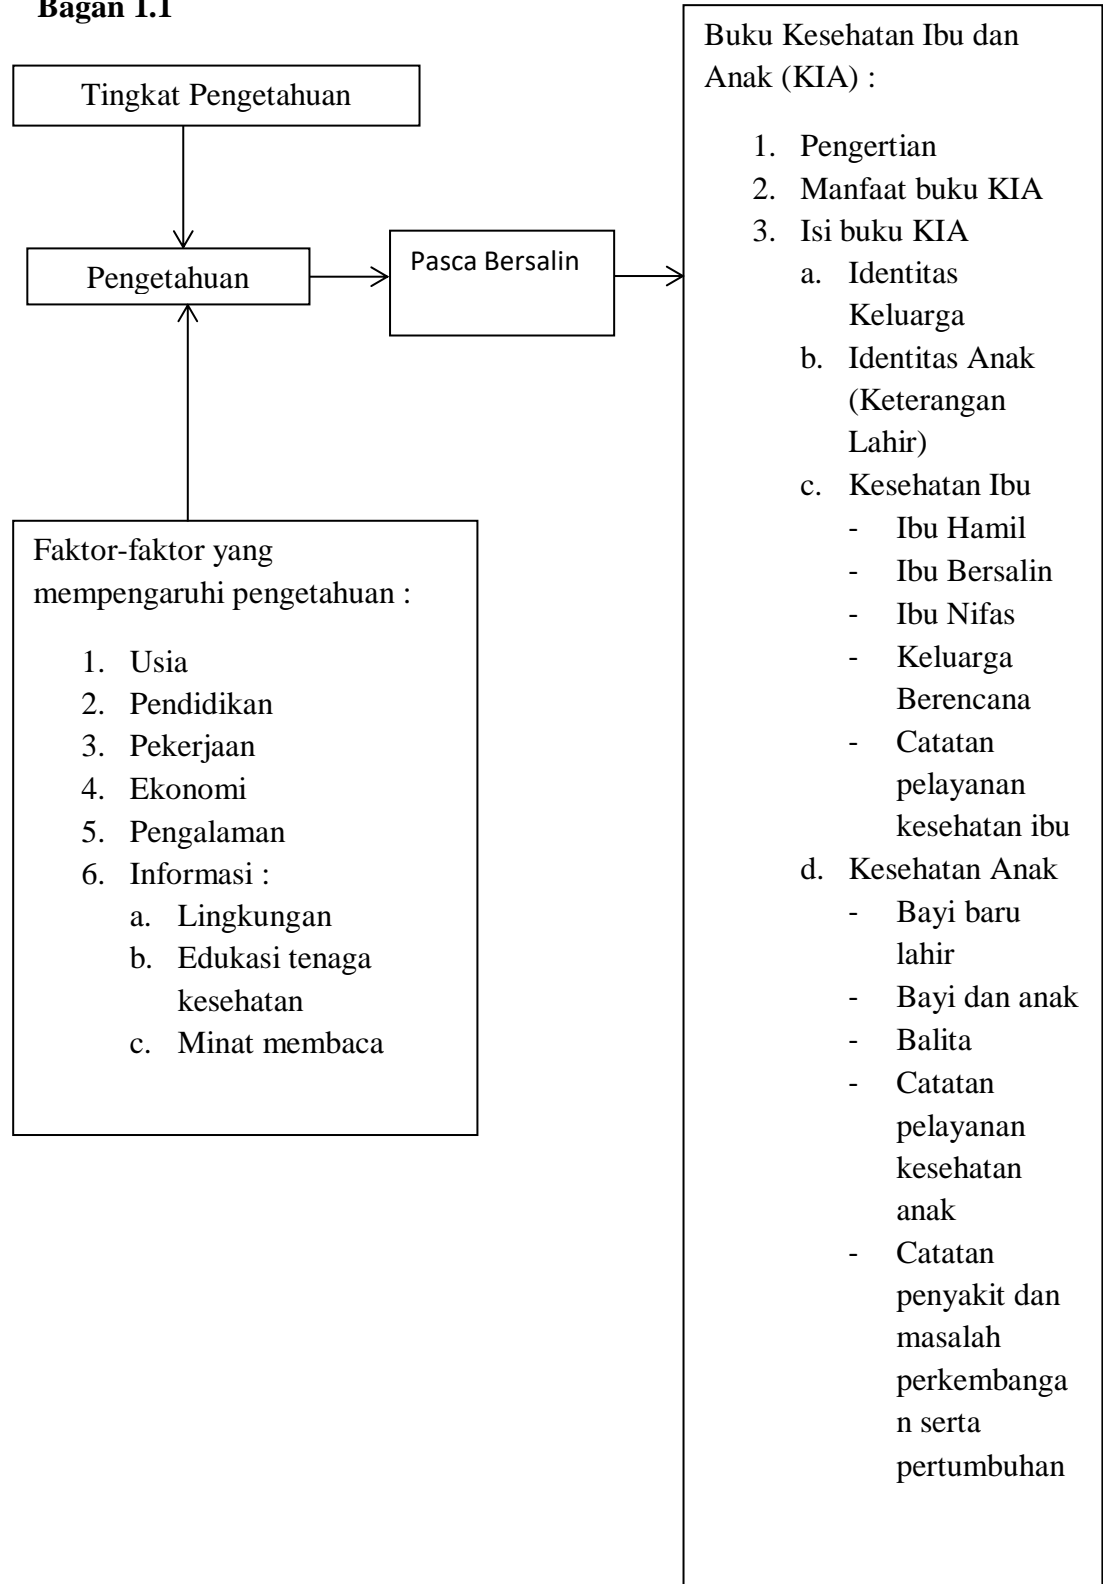 Bagan 1.1
Tingkat Pengetahuan
Pengetahuan
Pasca Bersalin
Faktor-faktor yang
mempengaruhi pengetahuan :
1. Usia
2. Pendidikan
3. Pekerjaan
4. Ekonomi
5. Pengalaman
6. Informasi :
a. Lingkungan
b. Edukasi tenaga
kesehatan
c. Minat membaca
Buku Kesehatan Ibu dan
Anak (KIA) :
1. Pengertian
2. Manfaat buku KIA
3. Isi buku KIA
a. Identitas
Keluarga
b. Identitas Anak
(Keterangan
Lahir)
c. Kesehatan Ibu
- Ibu Hamil
- Ibu Bersalin
- Ibu Nifas
- Keluarga
Berencana
- Catatan
pelayanan
kesehatan ibu
d. Kesehatan Anak
- Bayi baru
lahir
- Bayi dan anak
- Balita
- Catatan
pelayanan
kesehatan
anak
- Catatan
penyakit dan
masalah
perkembanga
n serta
pertumbuhan